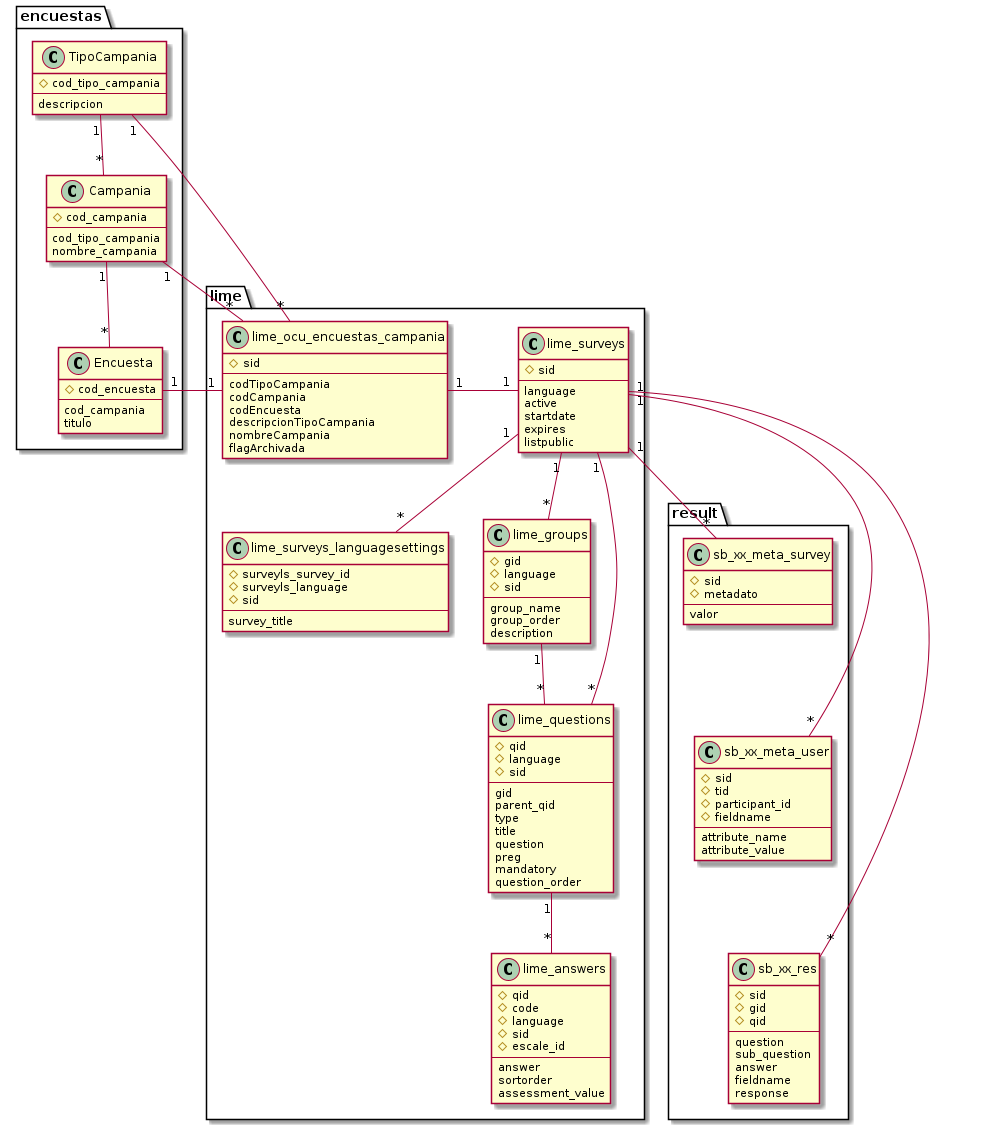 encuestas
C TipoCampania
cod_tipo_campania
descripcion
1
1
*
C Campania
cod_campania
cod_tipo_campania
nombre_campania
1
1
*
*
*
C Encuesta
cod_encuesta
cod_campania
titulo
1
1
lime
C lime_ocu_encuestas_campania
sid
codTipoCampania
codCampania
codEncuesta
descripcionTipoCampania
nombreCampania
flagArchivada
1
1
C lime_surveys
sid
language
active
startdate
expires
listpublic
1
1
1
1
1
1
*
C lime_surveys_languagesettings
surveyls_survey_id
surveyls_language
sid
survey_title
*
C lime_groups
gid
language
sid
group_name
group_order
description
1
*
*
C lime_questions
qid
language
sid
gid
parent_qid
type
title
question
preg
mandatory
question_order
1
*
C lime_answers
qid
code
language
sid
escale_id
answer
sortorder
assessment_value
result
*
C sb_xx_meta_survey
sid
metadato
valor
*
C sb_xx_meta_user
sid
tid
participant_id
fieldname
attribute_name
attribute_value
*
C sb_xx_res
sid
gid
qid
question
sub_question
answer
fieldname
response